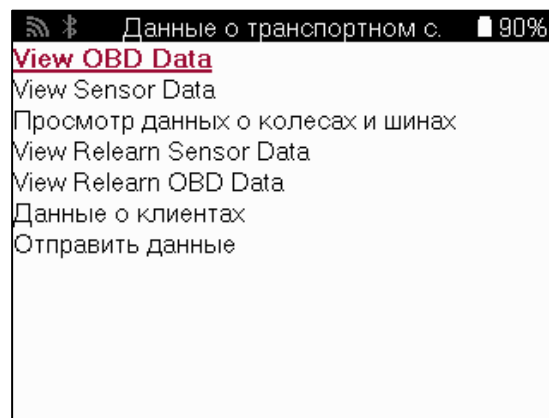 Данные о транспортном с. 90%
View OBD Data
View Sensor Data
Просмотр данных о колесах и шинах
View Relearn Sensor Data
View Relearn OBD Data
Данные о клиентах
Отправить данные